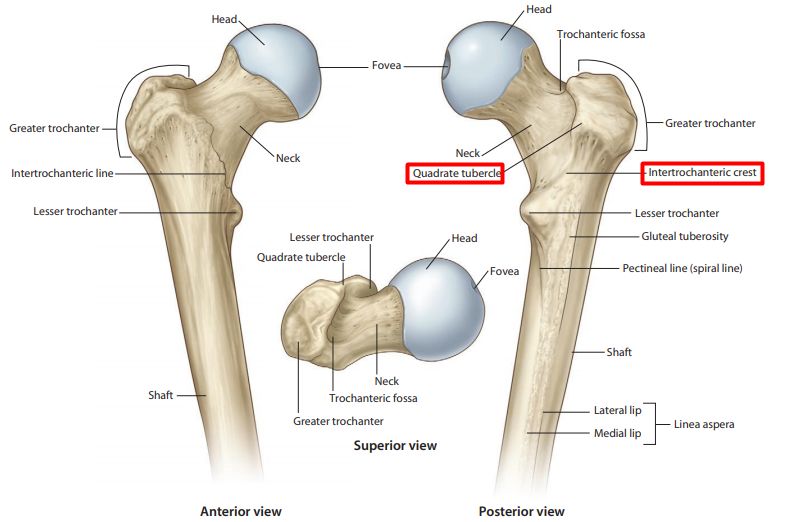 Head
Fovea
Greater trochanter
Neck
Intertrochanteric line
Lesser trochanter
Shaft
Anterior view
Lesser trochanter
Quadrate tubercle
Head
Fovea
Neck
Trochanteric fossa
Greater trochanter
Superior view
Head
Trochanteric fossa
Greater trochanter
Neck
Quadrate tubercle
Intertrochanteric crest
Lesser trochanter
Gluteal tuberosity
Pectineal line (spiral line)
Shaft
Lateral lip
Medial lip
Linea aspera
Posterior view